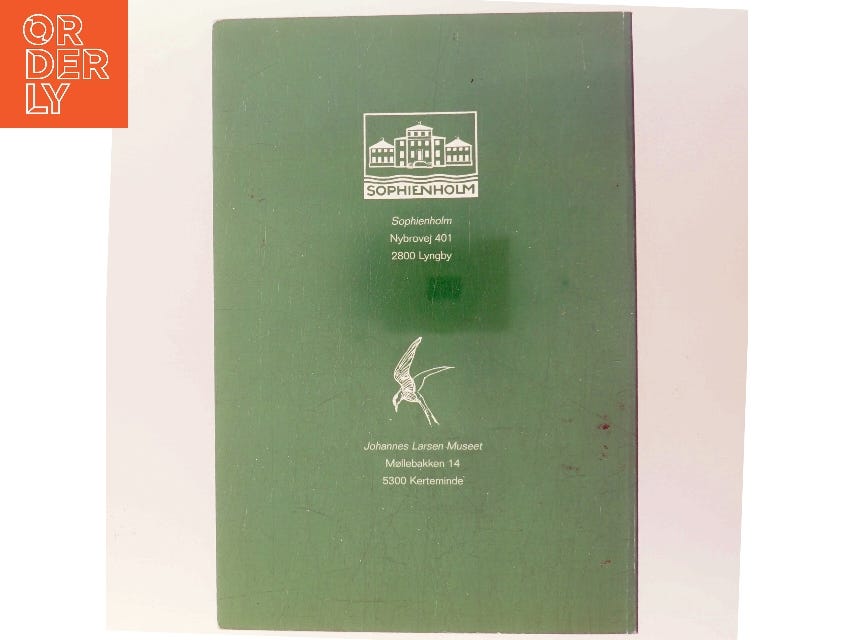 OR
DER
LY
SOPHIENHOLM
Sophienholm
Nybrovej 401
2800 Lyngby
Johannes Larsen Museet
Møllebakken 14
5300 Kerteminde